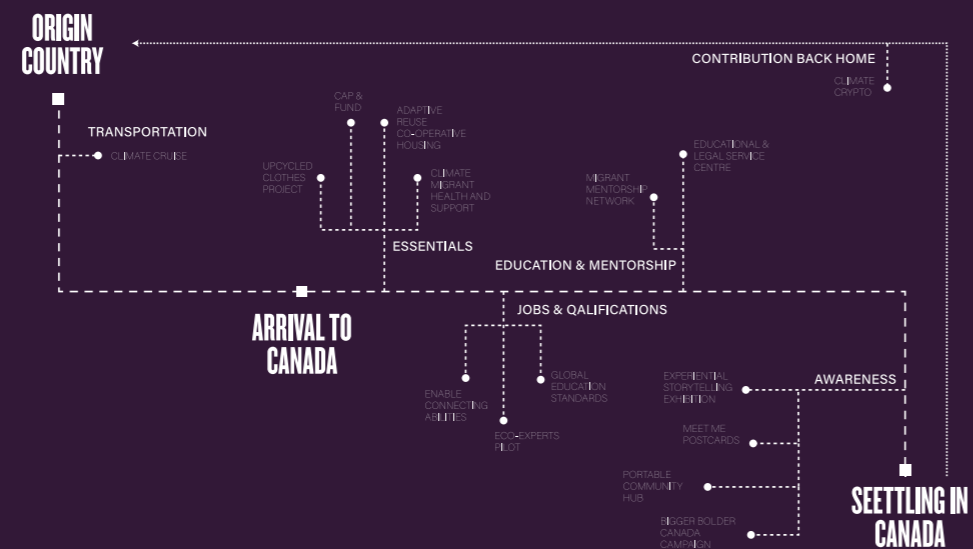 ORIGIN
COUNTRY
CONTRIBUTION BACK HOME
CLIMATE
CRYPTO
TRANSPORTATION
CLIMATE CRUISE
CAP &
FUND
ADAPTIVE
REUSE
CO-OPERATIVE
HOUSING
UPCYCLED
CLOTHES
PROJECT
CLIMATE
MIGRANT
HEALTH AND
SUPPORT
ESSENTIALS
EDUCATIONAL &
LEGAL SERVICE
CENTRE
MIGRANT
MENTORSHIP
NETWORK
EDUCATION & MENTORSHIP
ARRIVAL TO
CANADA
JOBS & QALIFICATIONS
ENABLE
CONNECTING
ABILITIES
GLOBAL
EDUCATION
STANDARDS
ECO-EXPERTS
PILOT
AWARENESS
EXPERIENTIAL
STORYTELLING
EXHIBITION
MEET ME
POSTCARDS
PORTABLE
COMMUNITY
HUB
BIGGER BOLDER
CANADA
CAMPAIGN
SEETTLING IN
CANADA